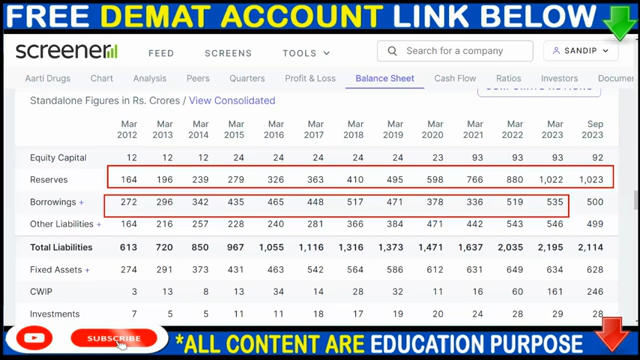 FREE DEMAT ACCOUNT LINK BELOW
screener
FEED SCREENS TOOLS Search for a company SANDIP
Aarti Drugs Chart Analysis Peers Quarters Profit & Loss Balance Sheet Cash Flow Ratios Investors Documen
CORPORATE ACTIONS
Standalone Figures in Rs. Crores / View Consolidated
Mar 2012 Mar 2013 Mar 2014 Mar 2015 Mar 2016 Mar 2017 Mar 2018 Mar 2019 Mar 2020 Mar 2021 Mar 2022 Mar 2023 Sep 2023
Equity Capital 12 12 12 24 24 24 24 24 23 93 93 93 92
Reserves 164 196 239 279 326 363 410 495 598 766 880 1,022 1,023
Borrowings + 272 296 342 435 465 448 517 471 378 336 519 535 500
Other Liabilities + 164 216 257 228 240 281 366 384 471 442 543 546 499
Total Liabilities 613 720 850 967 1,055 1,116 1,316 1,373 1,471 1,637 2,035 2,195 2,114
Fixed Assets + 274 291 373 431 463 542 564 586 612 631 649 634 628
CWIP 3 13 8 13 34 14 28 32 11 16 60 161 246
Investments 7 5 5 11 11 18 17 19 20 24 28 29 28
SUBSCRIBE
*ALL CONTENT ARE EDUCATION PURPOSE